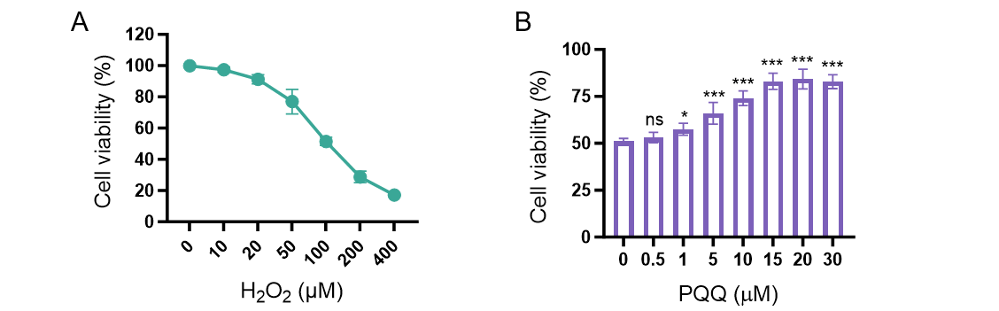 A
Cell viability (%)
120
100
80
60
40
20
0
0 10 20 50 100 200 400
H₂O₂ (μM)
B
Cell viability (%)
100
75
50
25
0
ns * *** *** *** *** ***
0 0.5 1 5 10 15 20 30
PQQ (μM)